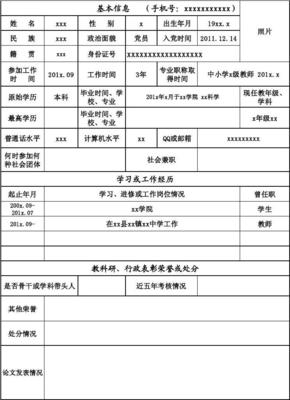 基本信息 （手机号：xxxxxxxxxxx）
姓 名 xxx 性 别 x 出生年月 19xx.x 照片
民 族 xxx 政治面貌 党员 入党时间 2011.12.14
籍 贯 xxx 身份证号 xxxxxxxxxxxxxxxxxx
参加工作时 间 201x.09 工作时间 3年 专业职称取得时间 中小学x级教师 201x.x
原始学历 本科 毕业时间、学校、专业 201x年x月于xx学院 xx科学 现任教年级、学科
最高学历 毕业时间、学校、专业 x年级xx
普通话水平 xxx 计算机水平 xx QQ或邮箱 xxxxxxxxx
何时参加何种社会团体 社会兼职
学习或工作经历
起止年月 学习、进修或工作岗位情况 曾任职
200x.09-201x.07 xx学院 学生
201x.09- 在xx县xx镇xx中学工作 教师
教科研、行政表彰荣誉或处分
是否骨干或学科带头人 近五年考核情况
其他荣誉
处分情况
论文发表情况